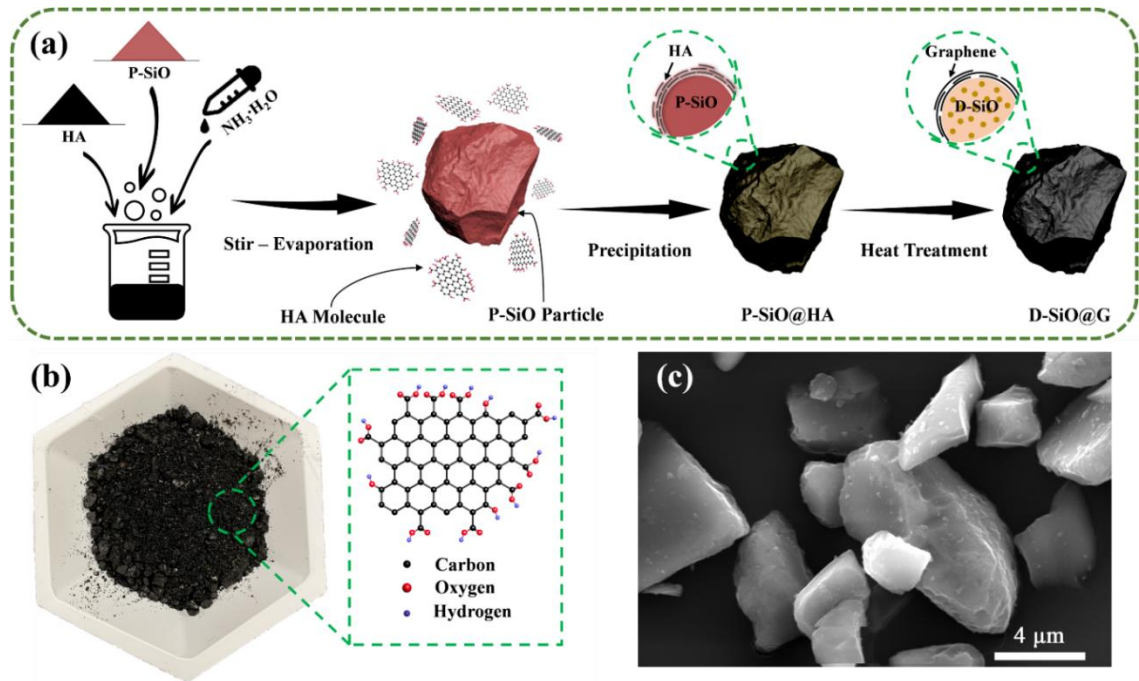 (a)
P-SiO
HA
NH₃·H₂O
Stir – Evaporation
HA Molecule
P-SiO Particle
HA
P-SiO
Precipitation
P-SiO@HA
Graphene
D-SiO
Heat Treatment
D-SiO@G
(b)
Carbon
Oxygen
Hydrogen
(c)
4 μm